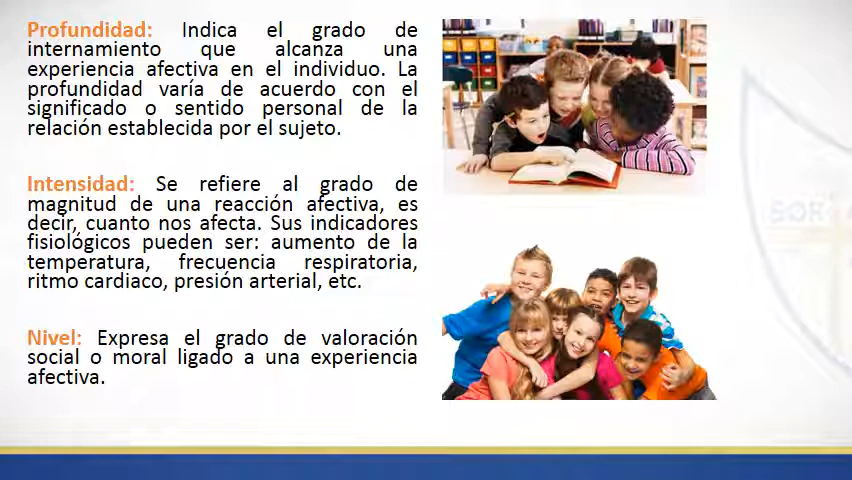 Profundidad: Indica el grado de
internamiento que alcanza una
experiencia afectiva en el individuo. La
profundidad varía de acuerdo con el
significado o sentido personal de la
relación establecida por el sujeto.
Intensidad: Se refiere al grado de
magnitud de una reacción afectiva, es
decir, cuanto nos afecta. Sus indicadores
fisiológicos pueden ser: aumento de la
temperatura, frecuencia respiratoria,
ritmo cardiaco, presión arterial, etc.
Nivel: Expresa el grado de valoración
social o moral ligado a una experiencia
afectiva.